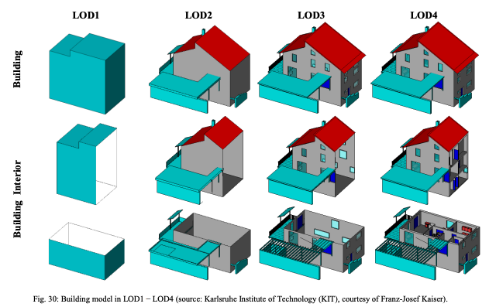 LOD1 LOD2 LOD3 LOD4
Building
Building Interior
Fig. 30: Building model in LOD1 – LOD4 (source: Karlsruhe Institute of Technology (KIT), courtesy of Franz-Josef Kaiser).